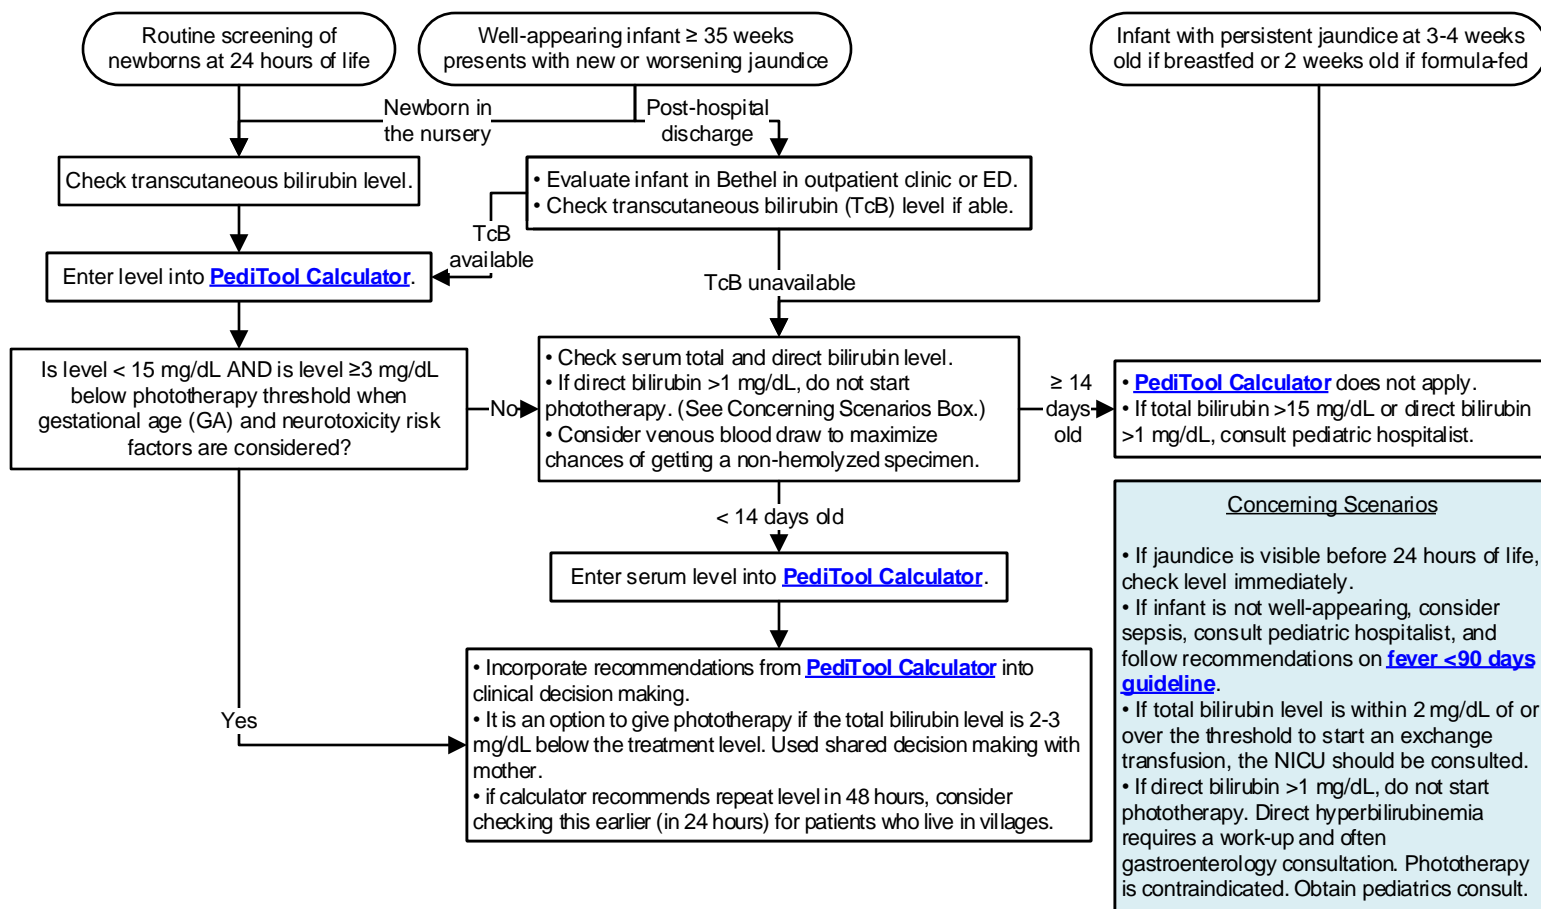 Routine screening of
newborns at 24 hours of life
Well-appearing infant ≥ 35 weeks
presents with new or worsening jaundice
Infant with persistent jaundice at 3-4 weeks
old if breastfed or 2 weeks old if formula-fed
Newborn in
the nursery
Post-hospital
discharge
Check transcutaneous bilirubin level.
• Evaluate infant in Bethel in outpatient clinic or ED.
• Check transcutaneous bilirubin (TcB) level if able.
TcB
available
Enter level into PediTool Calculator.
TcB unavailable
Is level < 15 mg/dL AND is level ≥3 mg/dL
below phototherapy threshold when
gestational age (GA) and neurotoxicity risk
factors are considered?
No
• Check serum total and direct bilirubin level.
• If direct bilirubin >1 mg/dL, do not start
phototherapy. (See Concerning Scenarios Box.)
• Consider venous blood draw to maximize
chances of getting a non-hemolyzed specimen.
≥ 14
days
old
• PediTool Calculator does not apply.
• If total bilirubin >15 mg/dL or direct bilirubin
>1 mg/dL, consult pediatric hospitalist.
< 14 days old
Enter serum level into PediTool Calculator.
Yes
• Incorporate recommendations from PediTool Calculator into
clinical decision making.
• It is an option to give phototherapy if the total bilirubin level is 2-3
mg/dL below the treatment level. Used shared decision making with
mother.
• if calculator recommends repeat level in 48 hours, consider
checking this earlier (in 24 hours) for patients who live in villages.
Concerning Scenarios
• If jaundice is visible before 24 hours of life,
check level immediately.
• If infant is not well-appearing, consider
sepsis, consult pediatric hospitalist, and
follow recommendations on fever <90 days
guideline.
• If total bilirubin level is within 2 mg/dL of or
over the threshold to start an exchange
transfusion, the NICU should be consulted.
• If direct bilirubin >1 mg/dL, do not start
phototherapy. Direct hyperbilirubinemia
requires a work-up and often
gastroenterology consultation. Phototherapy
is contraindicated. Obtain pediatrics consult.